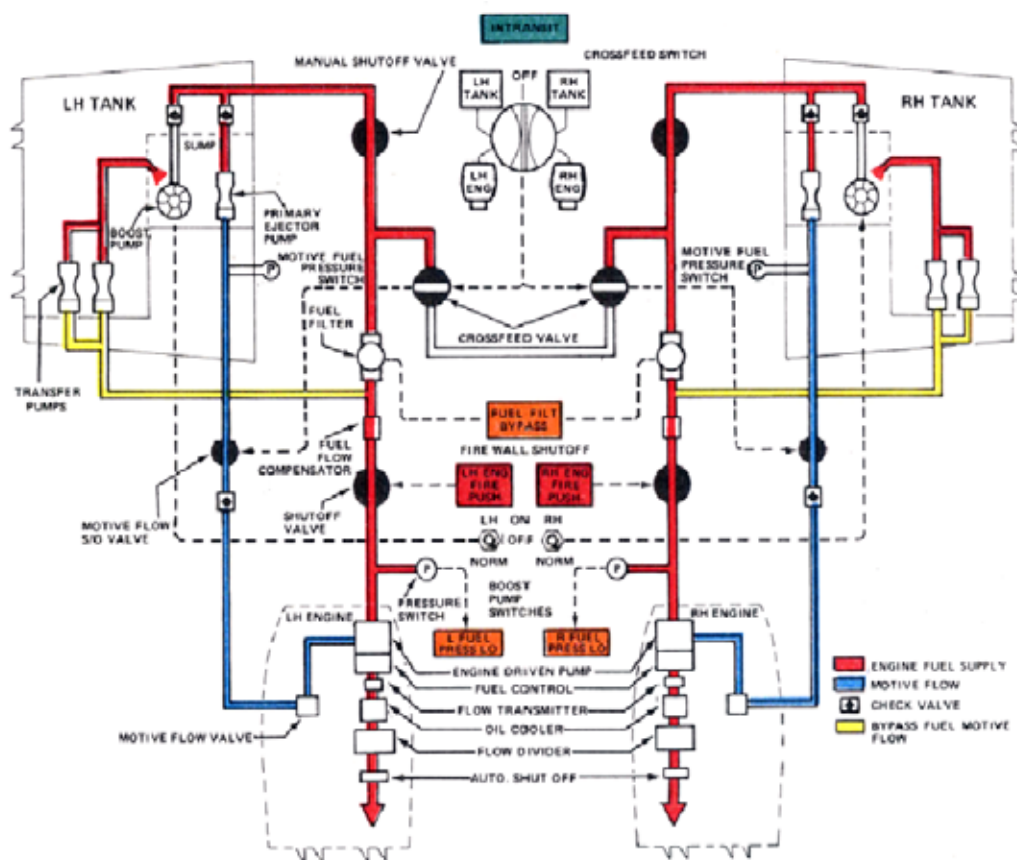 INTRANSIT
CROSSFEED SWITCH
MANUAL SHUTOFF VALVE
OFF
LH TANK
LH
TANK
RH
TANK
RH TANK
SUMP
LH
ENG
RH
ENG
BOOST
PUMP
PRIMARY
EJECTOR
PUMP
MOTIVE FUEL
PRESSURE
SWITCH
P
MOTIVE FUEL
PRESSURE
SWITCH
P
FUEL
FILTER
CROSSFEED VALVE
TRANSFER
PUMPS
FUEL FILT
BYPASS
FUEL
FLOW
COMPENSATOR
FIRE WALL SHUTOFF
LH ENG
FIRE
PUSH
RH ENG
FIRE
PUSH
SHUTOFF
VALVE
MOTIVE FLOW
S/O VALVE
LH ON RH
OFF
NORM NORM
P
P
PRESSURE
SWITCH
BOOST
PUMP
SWITCHES
LH ENGINE
RH ENGINE
L FUEL
PRESS LO
R FUEL
PRESS LO
ENGINE DRIVEN PUMP
FUEL CONTROL
FLOW TRANSMITTER
OIL COOLER
FLOW DIVIDER
AUTO. SHUT OFF
MOTIVE FLOW VALVE
ENGINE FUEL SUPPLY
MOTIVE FLOW
CHECK VALVE
BYPASS FUEL MOTIVE
FLOW